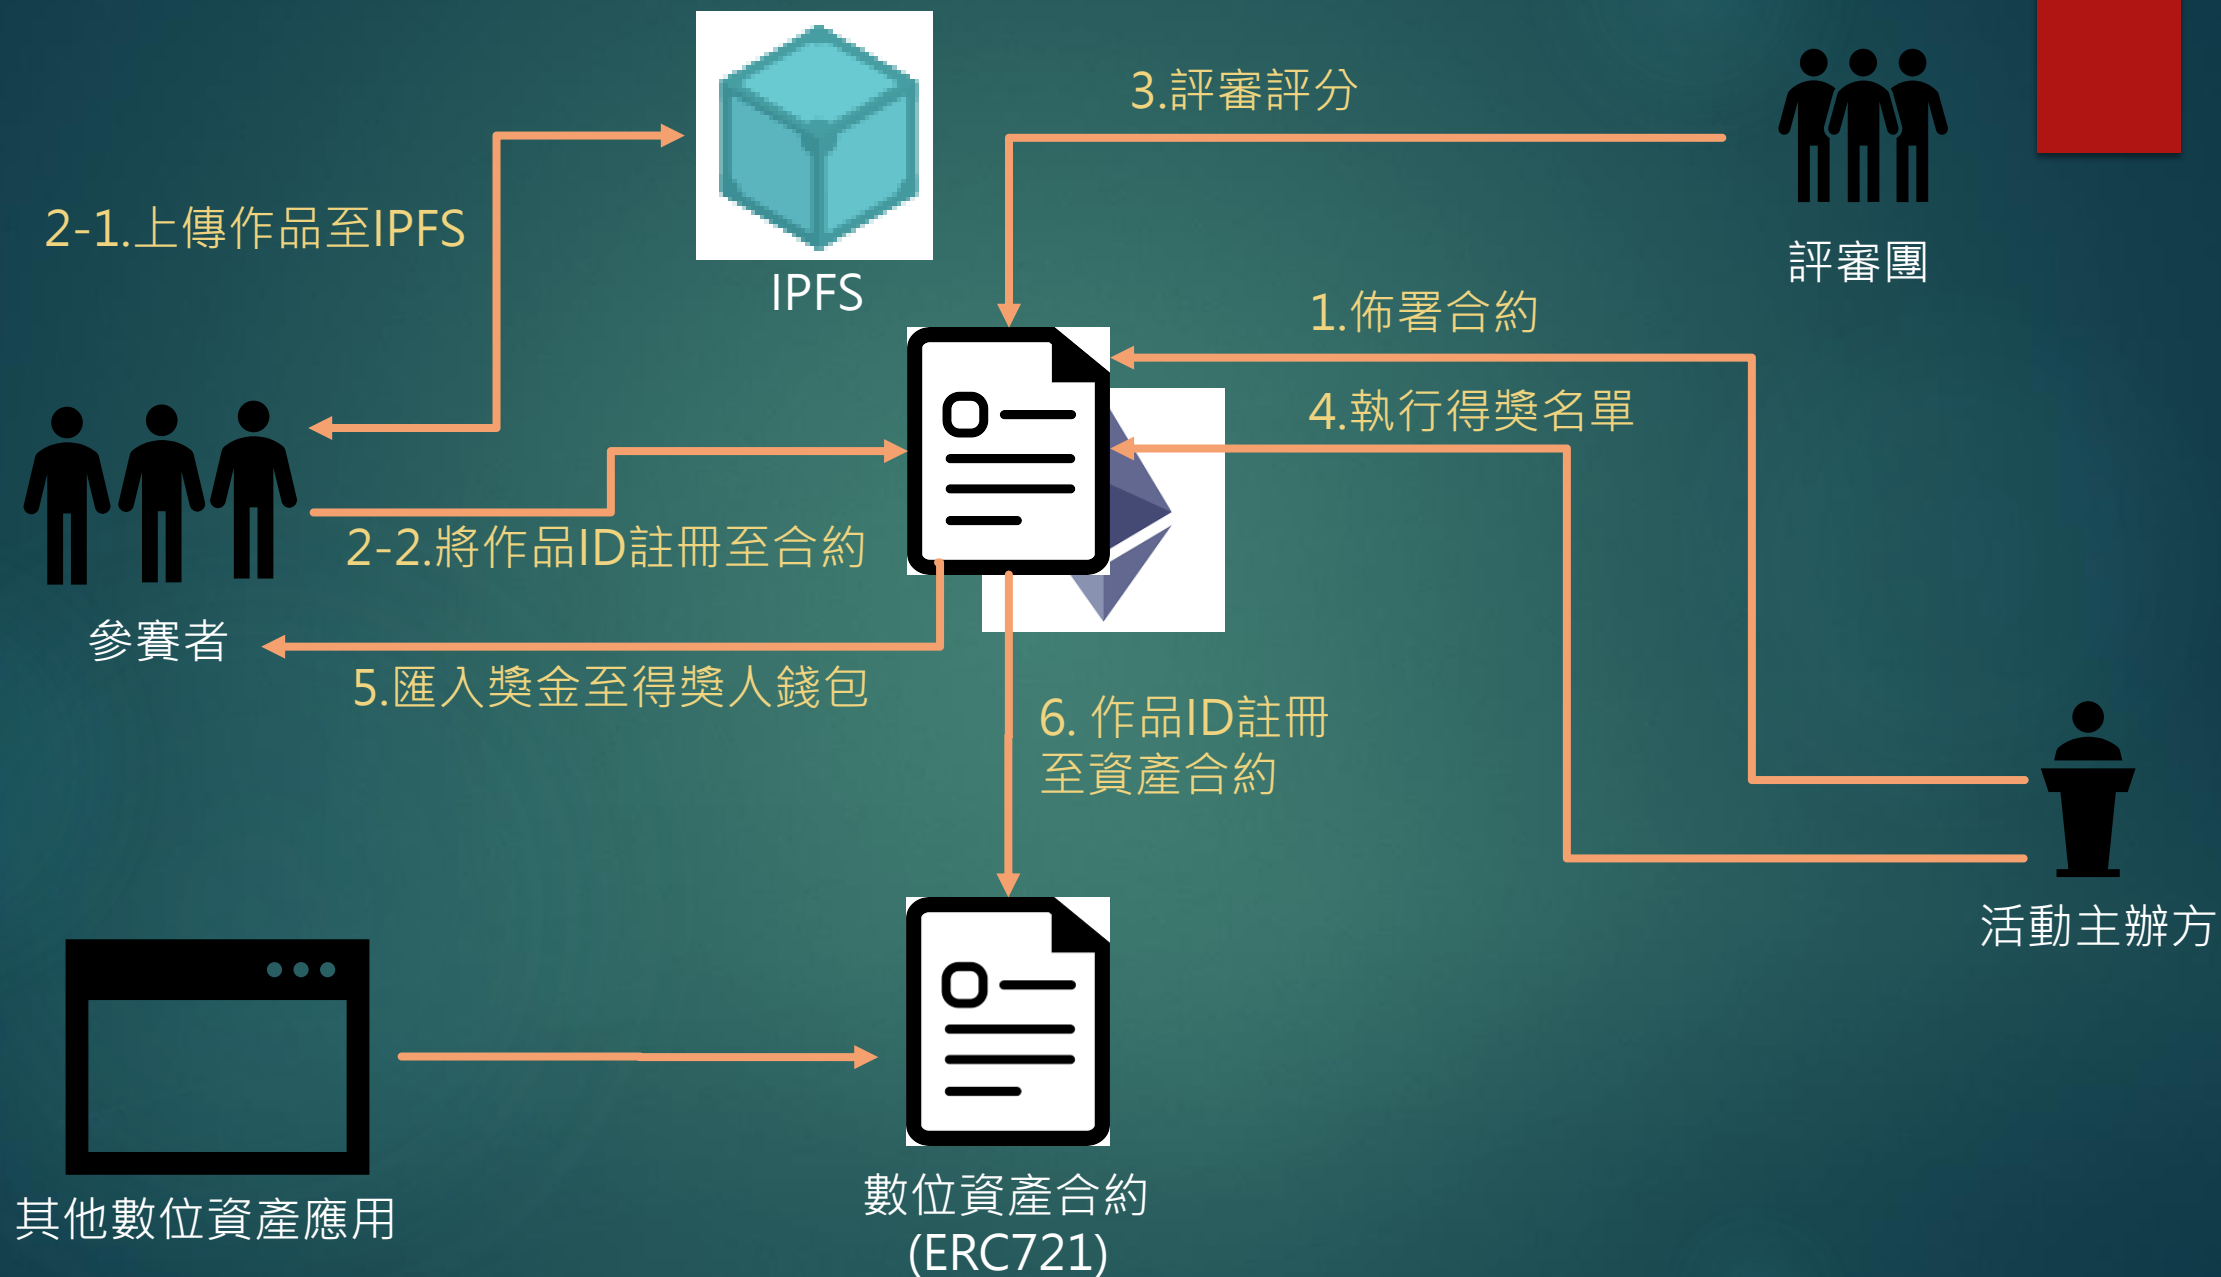 3.評審評分
2-1.上傳作品至IPFS
IPFS
評審團
1.佈署合約
4.執行得獎名單
2-2.將作品ID註冊至合約
參賽者
5.匯入獎金至得獎人錢包
6. 作品ID註冊
至資產合約
活動主辦方
數位資產合約
(ERC721)
其他數位資產應用